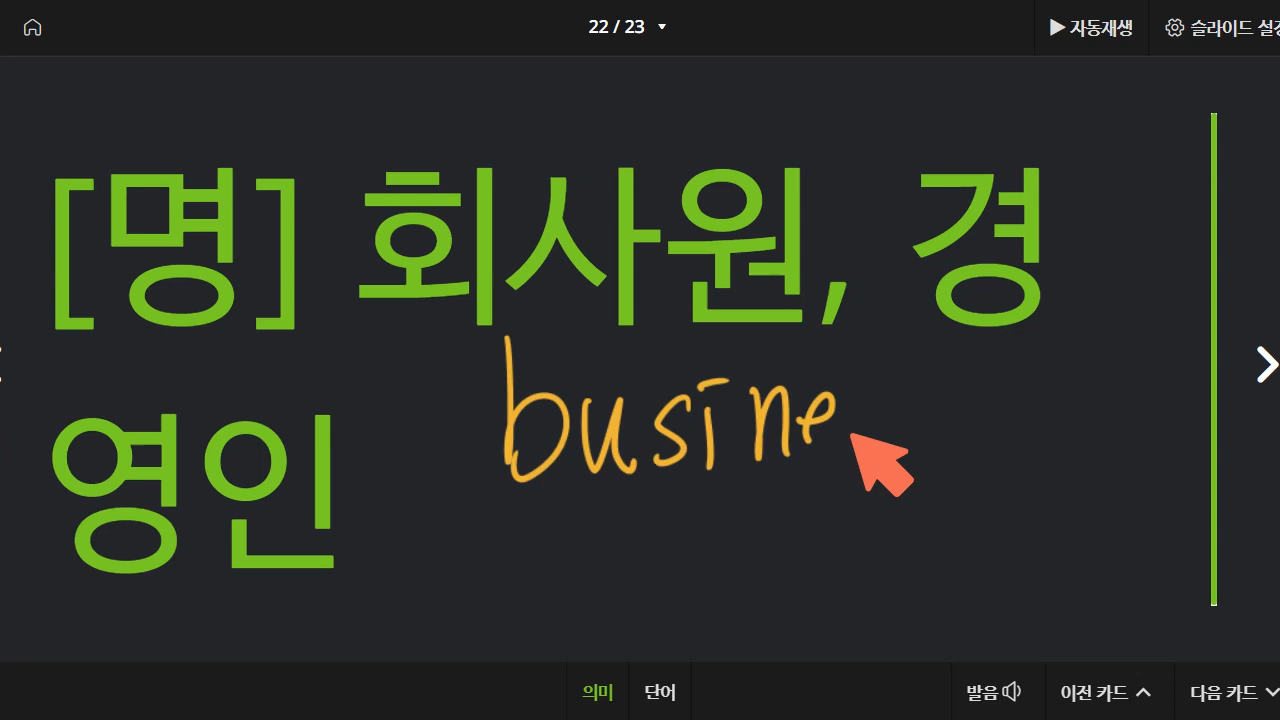 22 / 23
자동재생
슬라이드 설정
[명] 회사원, 경
영인
busine
의미
단어
발음
이전 카드
다음 카드